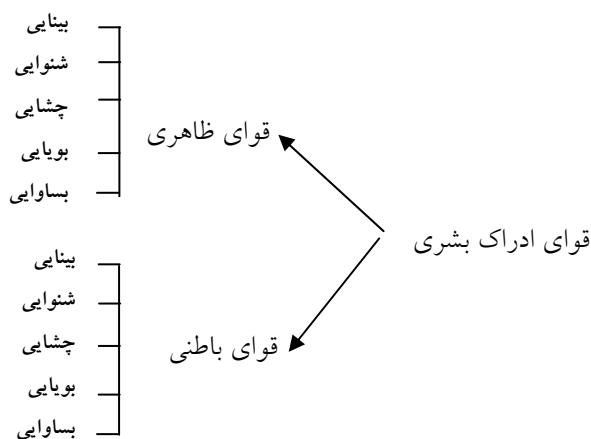 قوای ادراک بشری
قوای ظاهری
بینایی
شنوایی
چشایی
بویایی
بساوایی
قوای باطنی
بینایی
شنوایی
چشایی
بویایی
بساوایی